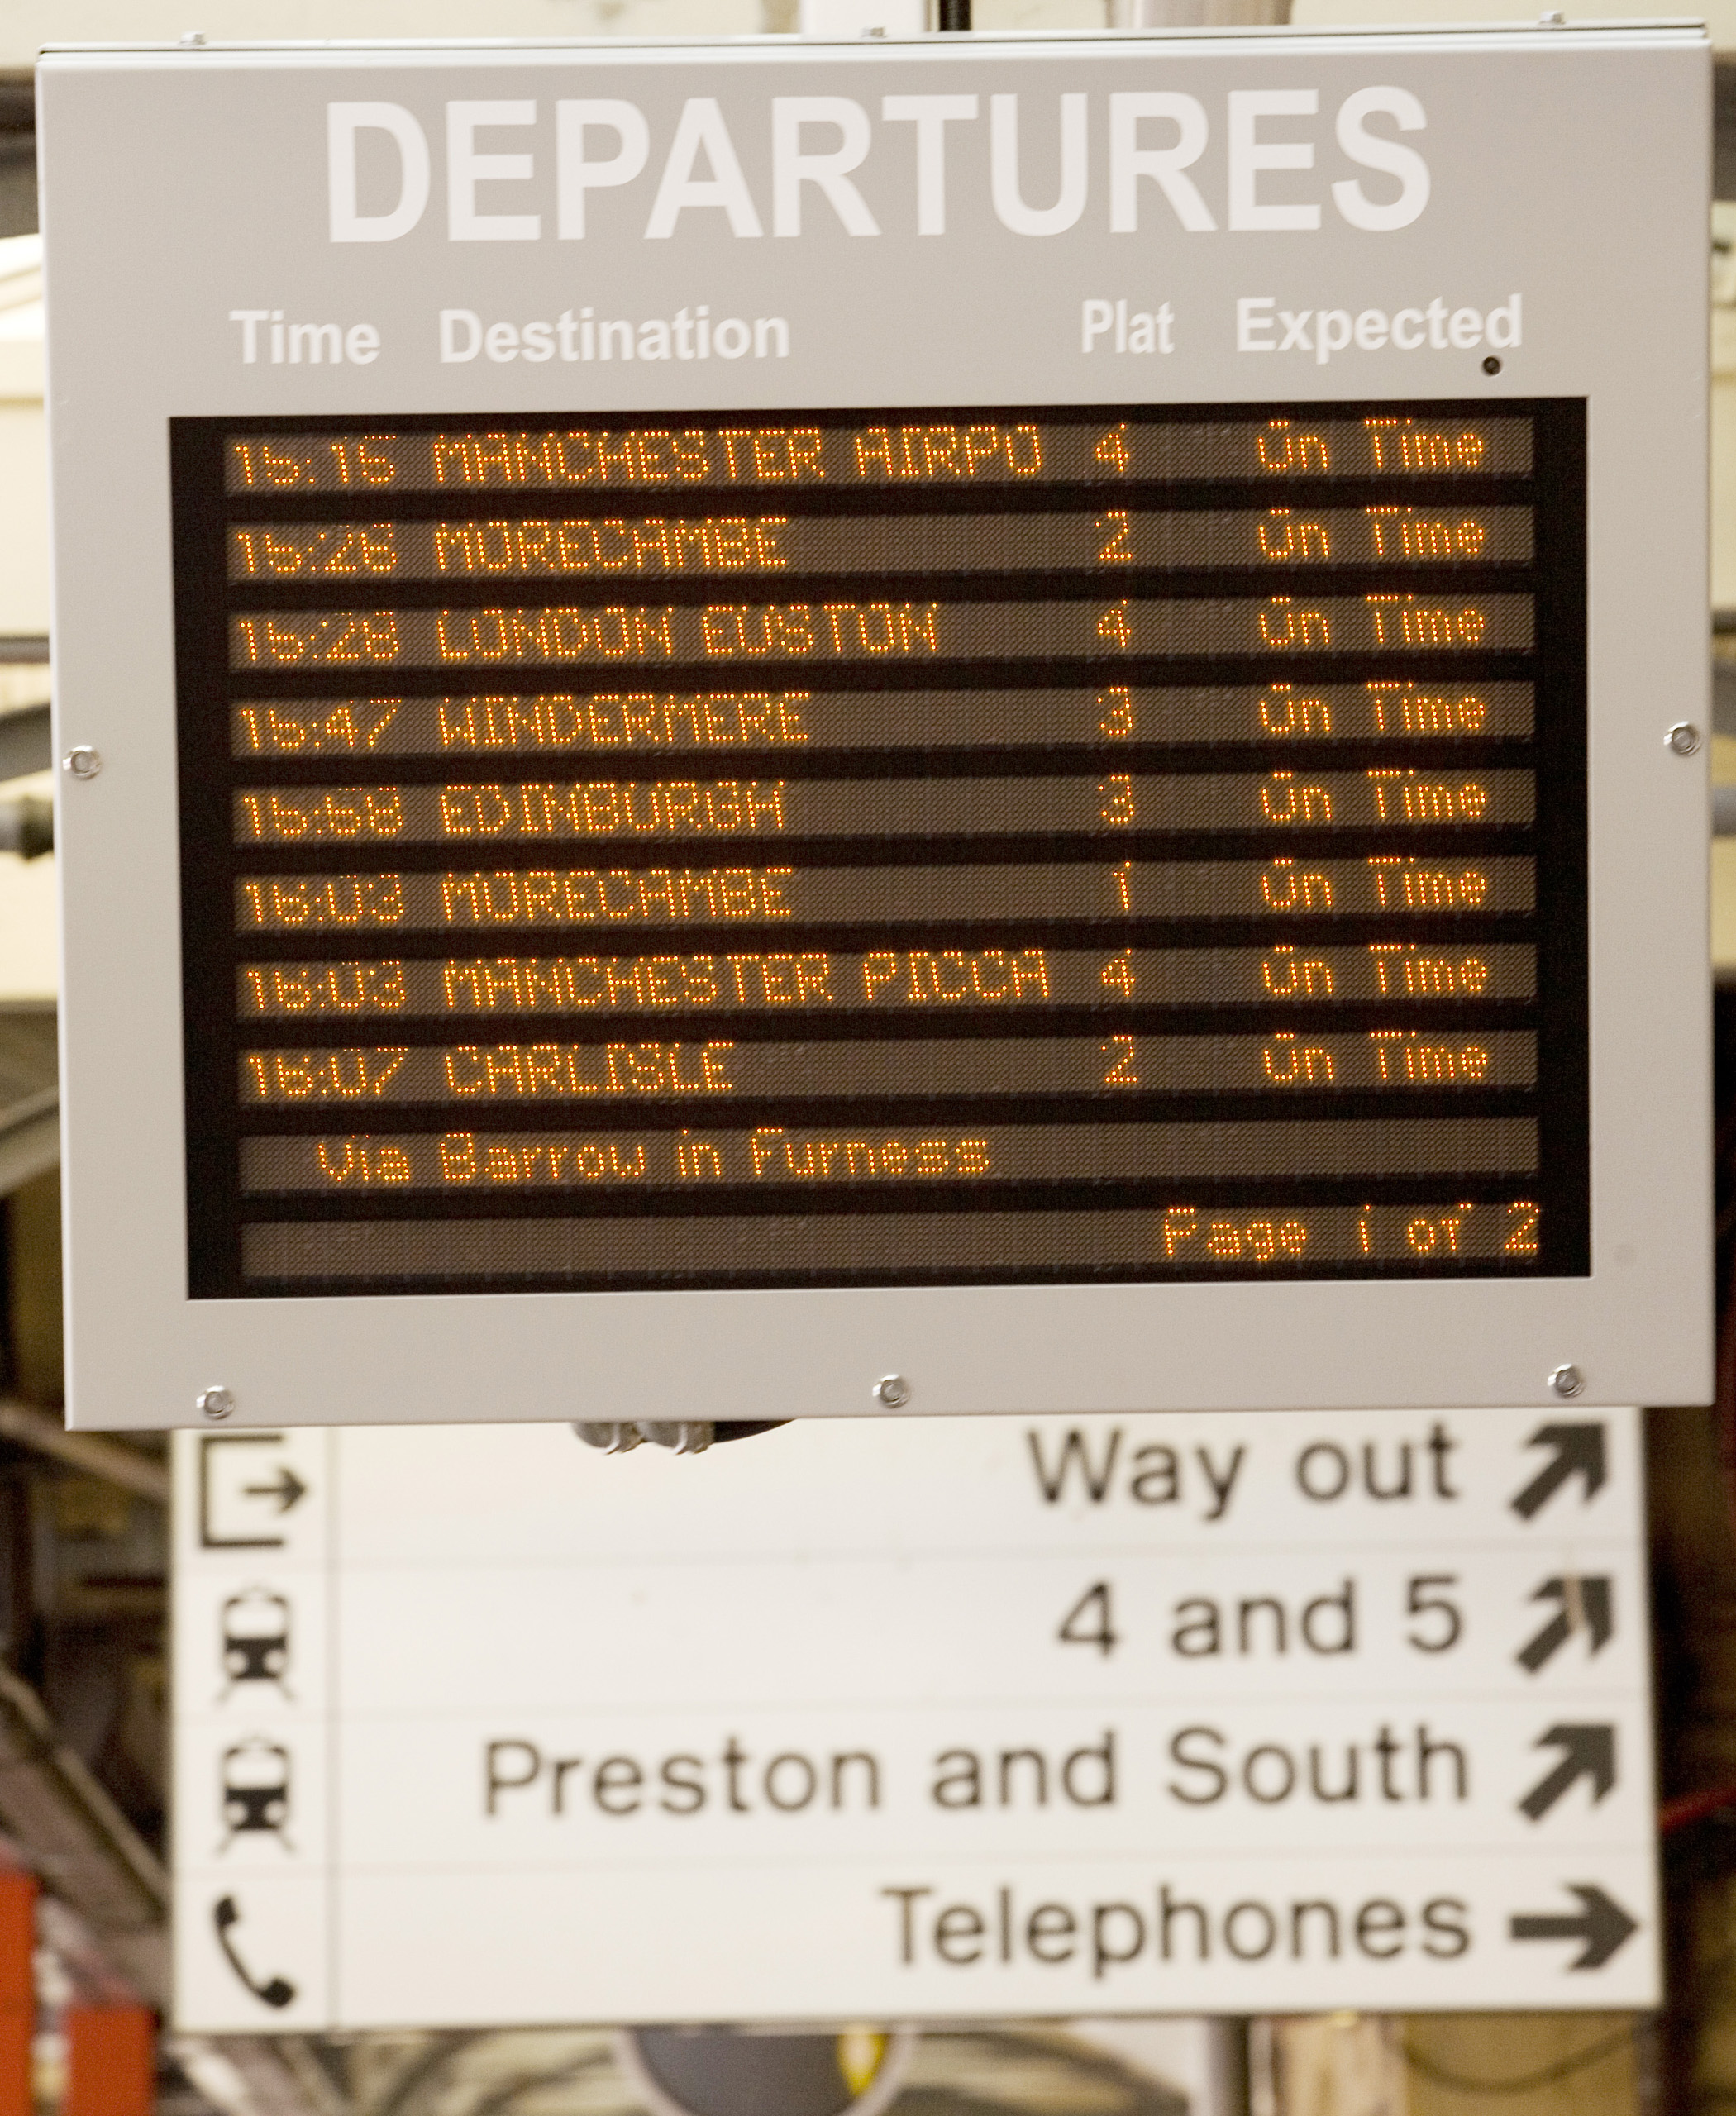 DEPARTURES
Time Destination Plat Expected
15:15 MANCHESTER AIRPO 4 On Time
15:26 MORECAMBE 2 On Time
15:28 LONDON EUSTON 4 On Time
15:47 WINDERMERE 3 On Time
15:58 EDINBURGH 3 On Time
16:03 MORECAMBE 1 On Time
16:03 MANCHESTER PICCA 4 On Time
16:07 CARLISLE 2 On Time
Via Barrow in Furness
Page 1 of 2
Way out
4 and 5
Preston and South
Telephones